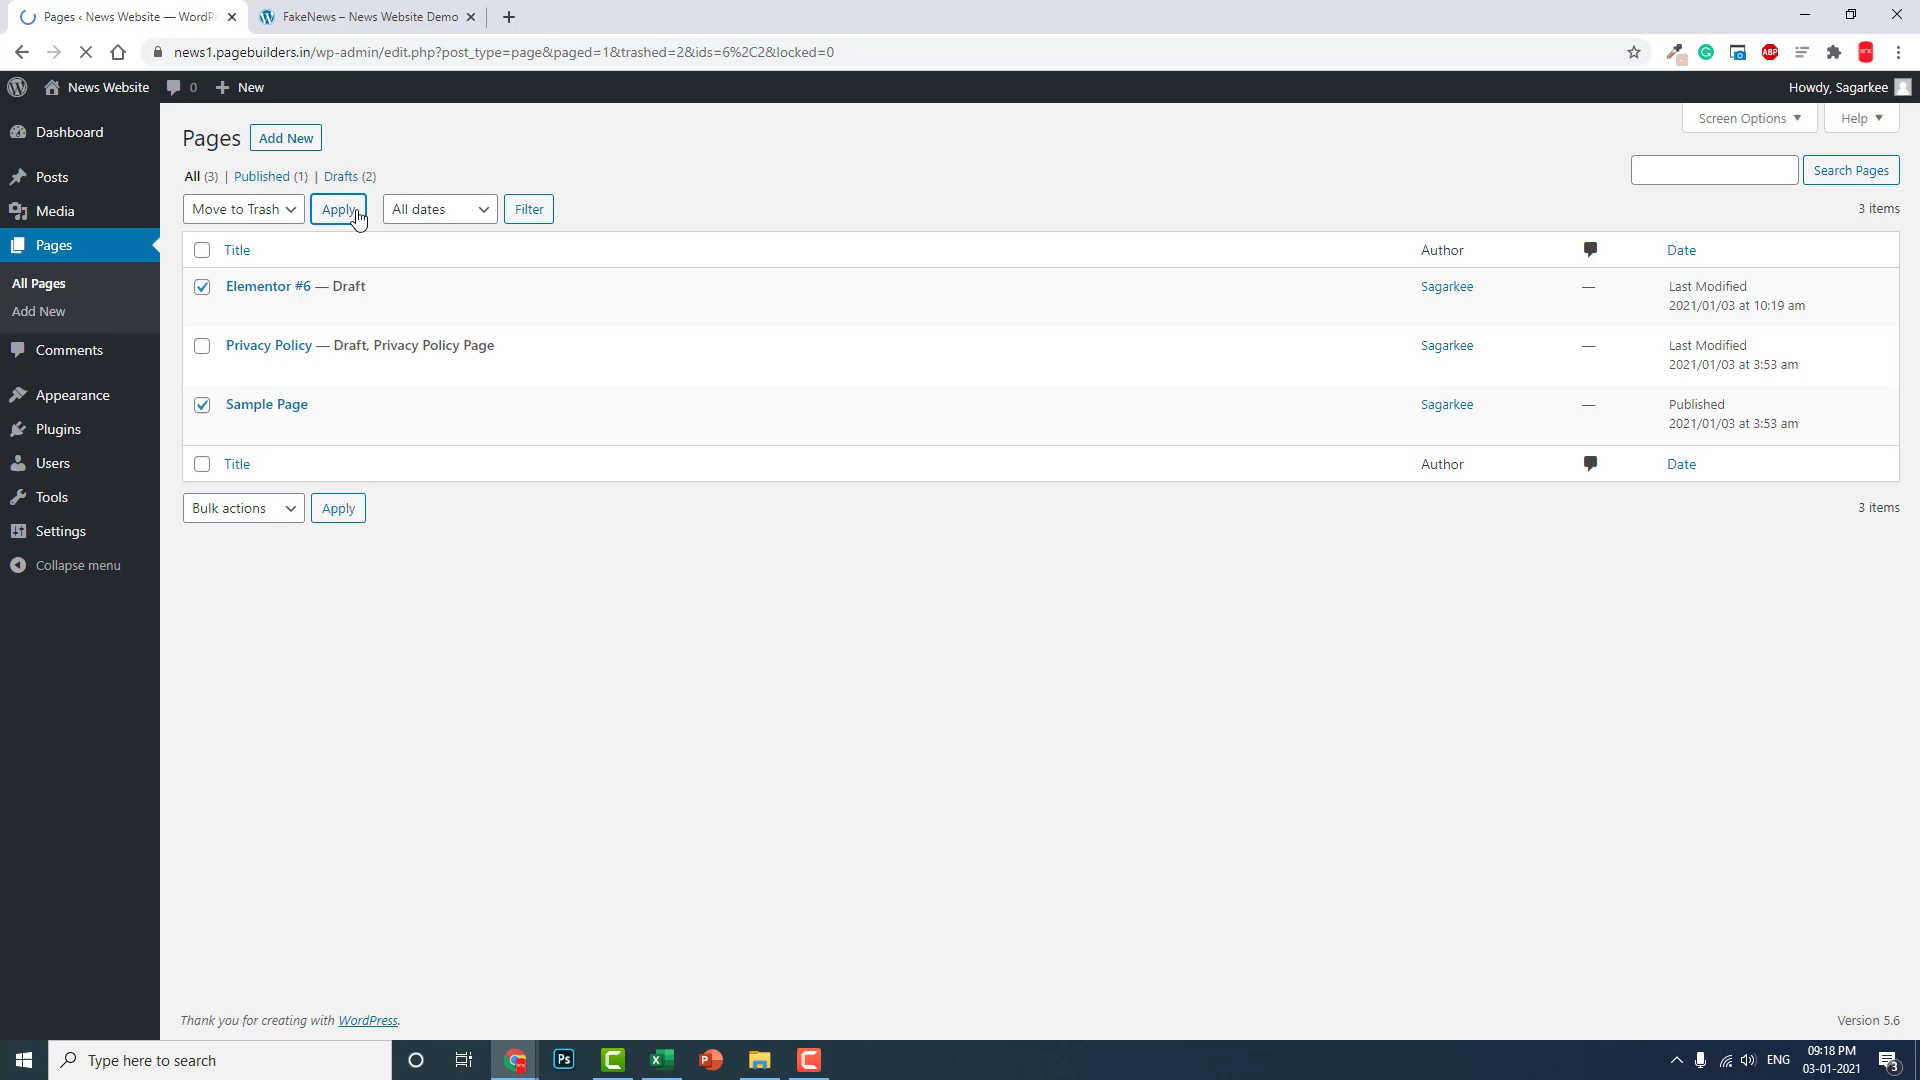 Pages ‹ News Website — WordPr
FakeNews – News Website Demo
news1.pagebuilders.in/wp-admin/edit.php?post_type=page&paged=1&trashed=2&ids=6%2C2&locked=0
ABP
News Website 0 New
Howdy, Sagarkee
Dashboard
Posts
Media
Pages
All Pages
Add New
Comments
Appearance
Plugins
Users
Tools
Settings
Collapse menu
Pages Add New
Screen Options Help
All (3) | Published (1) | Drafts (2)
Search Pages
Move to Trash Apply All dates Filter
3 items
Title Author Date
Elementor #6 — Draft Sagarkee — Last Modified
2021/01/03 at 10:19 am
Privacy Policy — Draft, Privacy Policy Page Sagarkee — Last Modified
2021/01/03 at 3:53 am
Sample Page Sagarkee — Published
2021/01/03 at 3:53 am
Title Author Date
Bulk actions Apply
3 items
Thank you for creating with WordPress.
Version 5.6
Type here to search
Ps
ENG
09:18 PM
03-01-2021
3